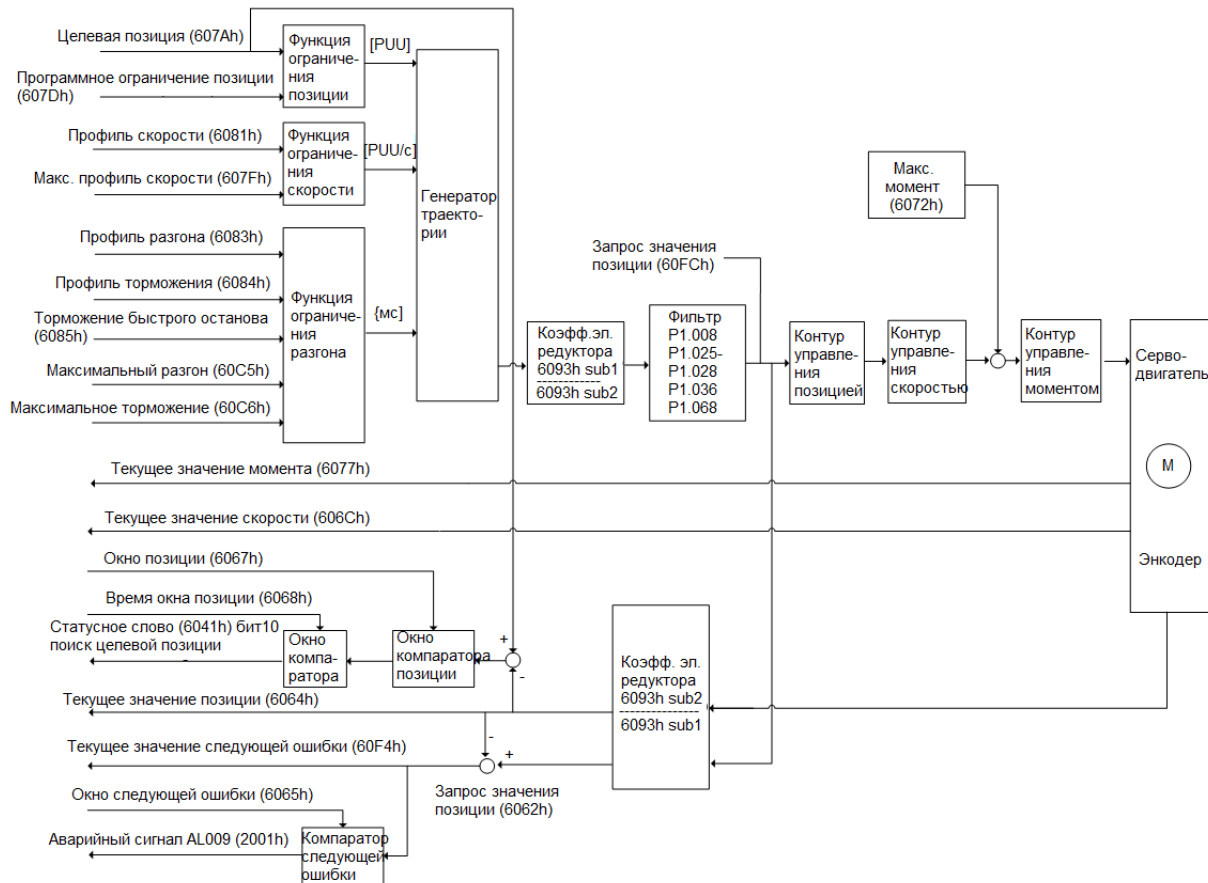 Целевая позиция (607Ah)
Программное ограничение позиции
(607Dh)
Функция
ограниче-
ния
позиции
[PUU]
Профиль скорости (6081h)
Макс. профиль скорости (607Fh)
Функция
ограниче-
ния
скорости
[PUU/c]
Генератор
траекто-
рии
Профиль разгона (6083h)
Профиль торможения (6084h)
Торможение быстрого останова
(6085h)
Максимальный разгон (60C5h)
Максимальное торможение (60C6h)
Функция
ограниче-
ния
разгона
{мс]
Коэфф.эл.
редуктора
6093h sub1
------------
6093h sub2
Фильтр
P1.008
P1.025-
P1.028
P1.036
P1.068
Запрос значения
позиции (60FCh)
Макс.
момент
(6072h)
Контур
управле-
ния
позицией
Контур
управле-
ния
скоростью
Контур
управле-
ния
моментом
Серво-
двигатель
M
Энкодер
Текущее значение момента (6077h)
Текущее значение скорости (606Ch)
Окно позиции (6067h)
Время окна позиции (6068h)
Статусное слово (6041h) бит10
поиск целевой позиции
Окно
компа-
ратора
Окно
компаратора
позиции
+
-
Коэфф. эл.
редуктора
6093h sub2
------------
6093h sub1
Текущее значение позиции (6064h)
Текущее значение следующей ошибки (60F4h)
-
+
Запрос значения
позиции (6062h)
Окно следующей ошибки (6065h)
Аварийный сигнал AL009 (2001h)
Компаратор
следующей
ошибки